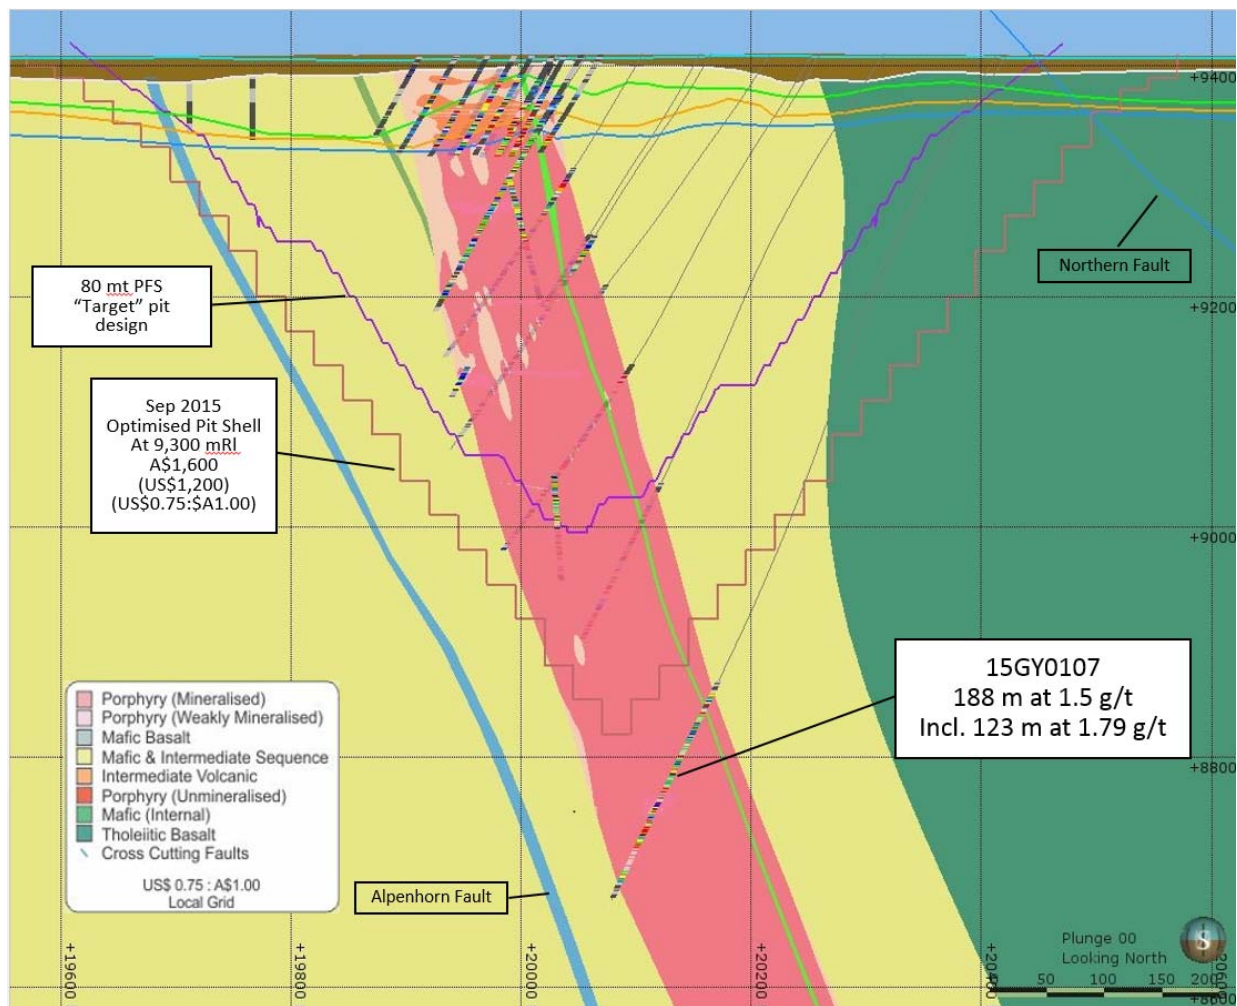 +9400
Northern Fault
80 mt PFS
“Target” pit
design
+9200
Sep 2015
Optimised Pit Shell
At 9,300 mRl
A$1,600
(US$1,200)
(US$0.75:$A1.00)
+9000
15GY0107
188 m at 1.5 g/t
Incl. 123 m at 1.79 g/t
+8800
Porphyry (Mineralised)
Porphyry (Weakly Mineralised)
Mafic Basalt
Mafic & Intermediate Sequence
Intermediate Volcanic
Porphyry (Unmineralised)
Mafic (Internal)
Tholeiitic Basalt
Cross Cutting Faults
US$ 0.75 : A$1.00
Local Grid
Alpenhorn Fault
Plunge 00
Looking North
S
50 100 150 200
+19600
+19800
+20000
+20200
+20400
+20600
+8600